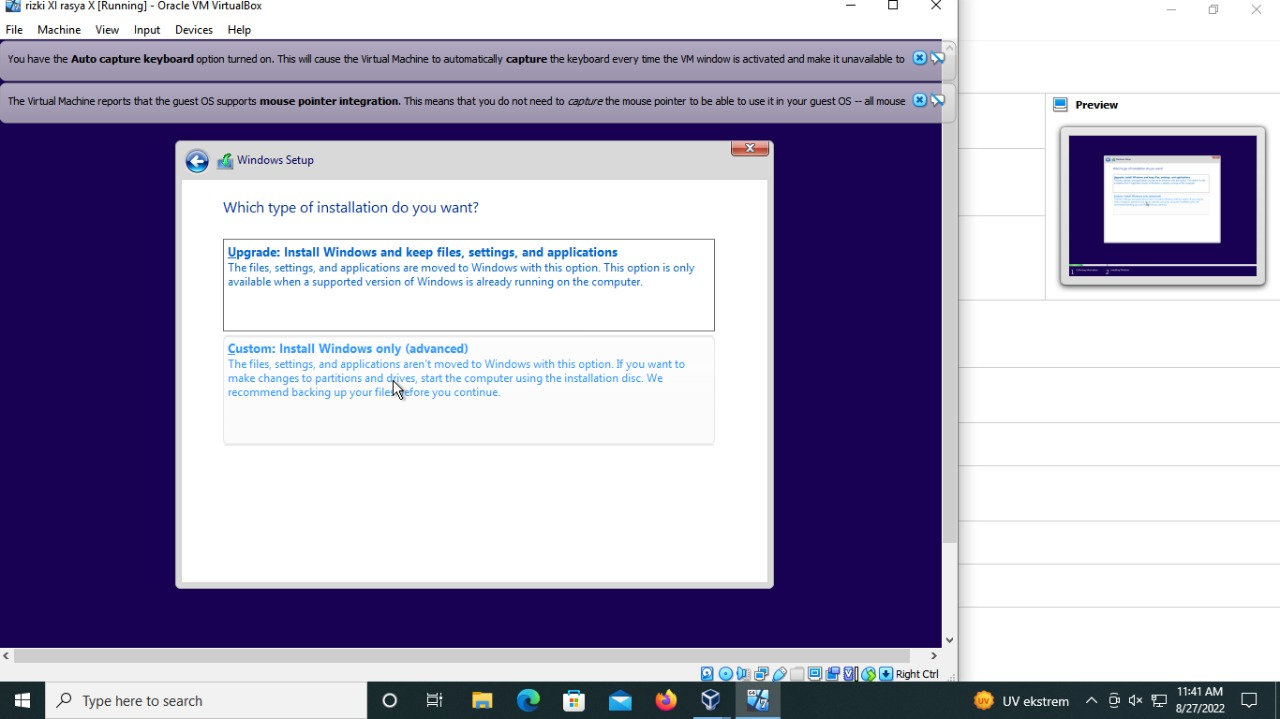 rizki XI rasya X [Running] - Oracle VM VirtualBox
File Machine View Input Devices Help
You have the Auto capture keyboard option turned on. This will cause the Virtual Machine to automatically capture the keyboard every time the VM window is activated and make it unavailable to
The Virtual Machine reports that the guest OS supports mouse pointer integration. This means that you do not need to capture the mouse pointer to be able to use it in your guest OS -- all mouse
Preview
Windows Setup
Which type of installation do you want?
Upgrade: Install Windows and keep files, settings, and applications
The files, settings, and applications are moved to Windows with this option. This option is only
available when a supported version of Windows is already running on the computer.
Custom: Install Windows only (advanced)
The files, settings, and applications aren't moved to Windows with this option. If you want to
make changes to partitions and drives, start the computer using the installation disc. We
recommend backing up your files before you continue.
Right Ctrl
Type here to search
UV
UV ekstrem
11:41 AM
8/27/2022